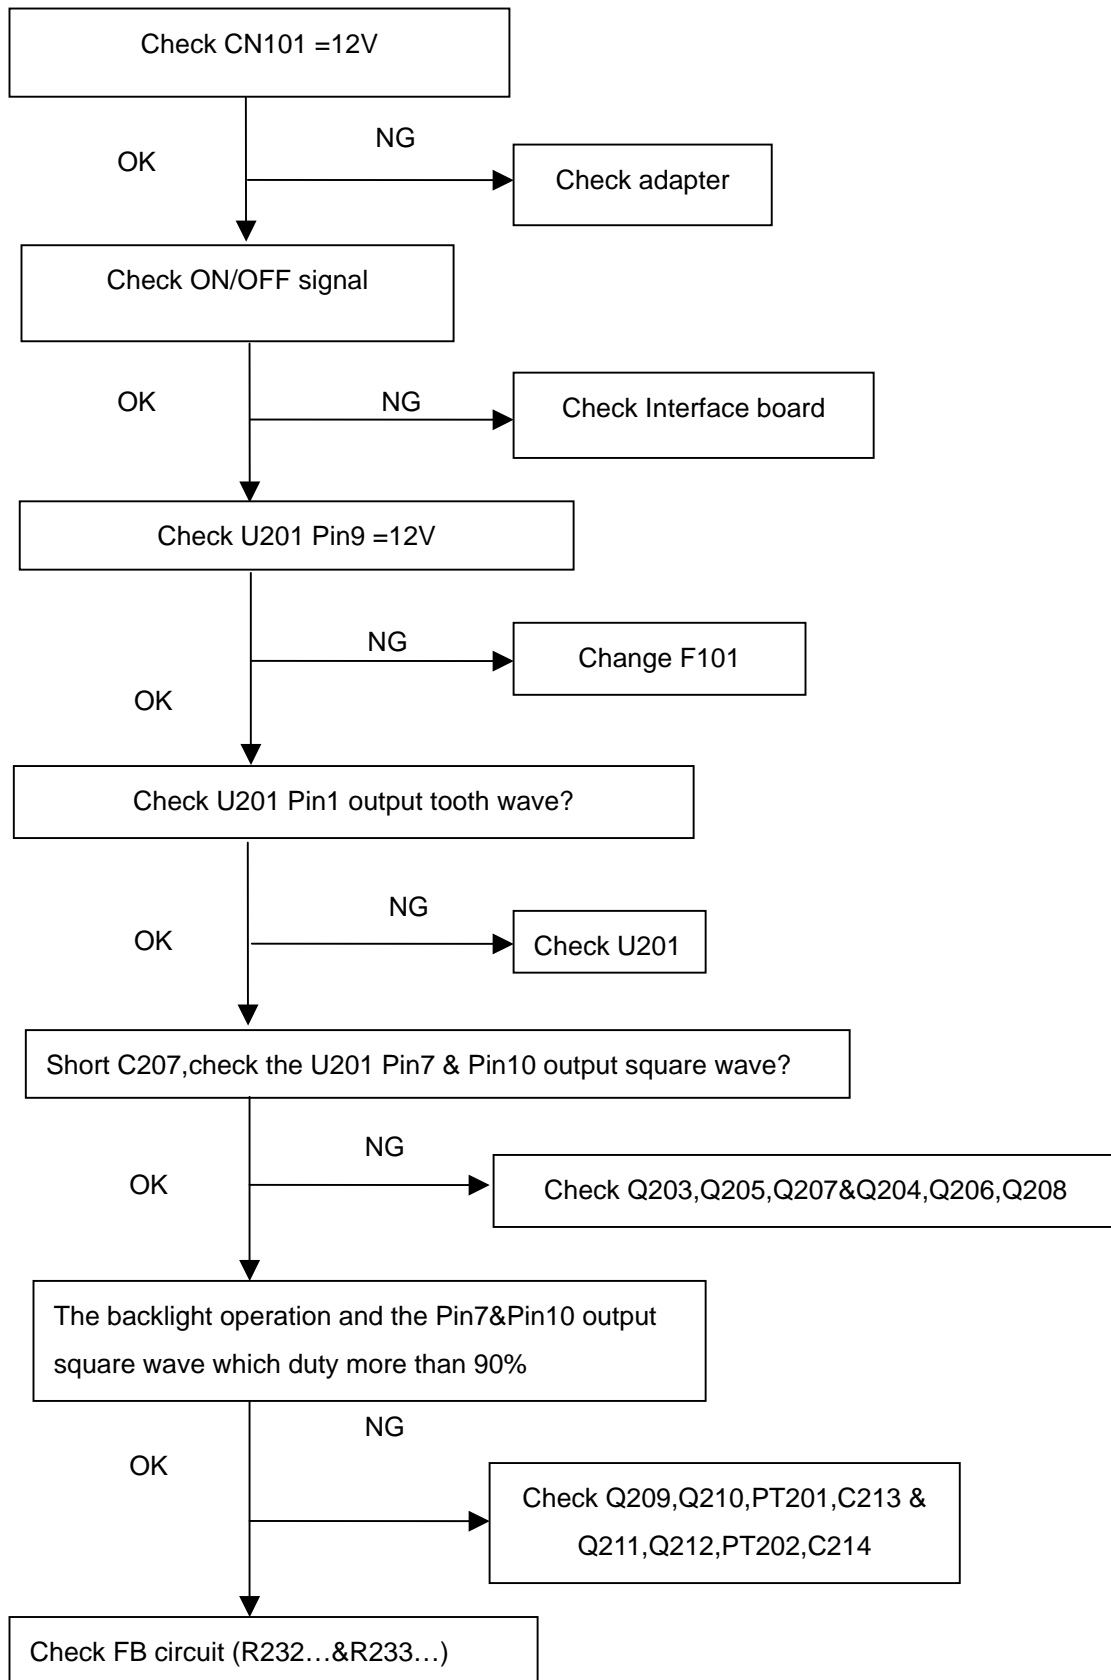 Check CN101 =12V
NG
OK
Check adapter
Check ON/OFF signal
OK
NG
Check Interface board
Check U201 Pin9 =12V
NG
Change F101
OK
Check U201 Pin1 output tooth wave?
NG
OK
Check U201
Short C207,check the U201 Pin7 & Pin10 output square wave?
NG
OK
Check Q203,Q205,Q207&Q204,Q206,Q208
The backlight operation and the Pin7&Pin10 output
square wave which duty more than 90%
NG
OK
Check Q209,Q210,PT201,C213 &
Q211,Q212,PT202,C214
Check FB circuit (R232…&R233…)